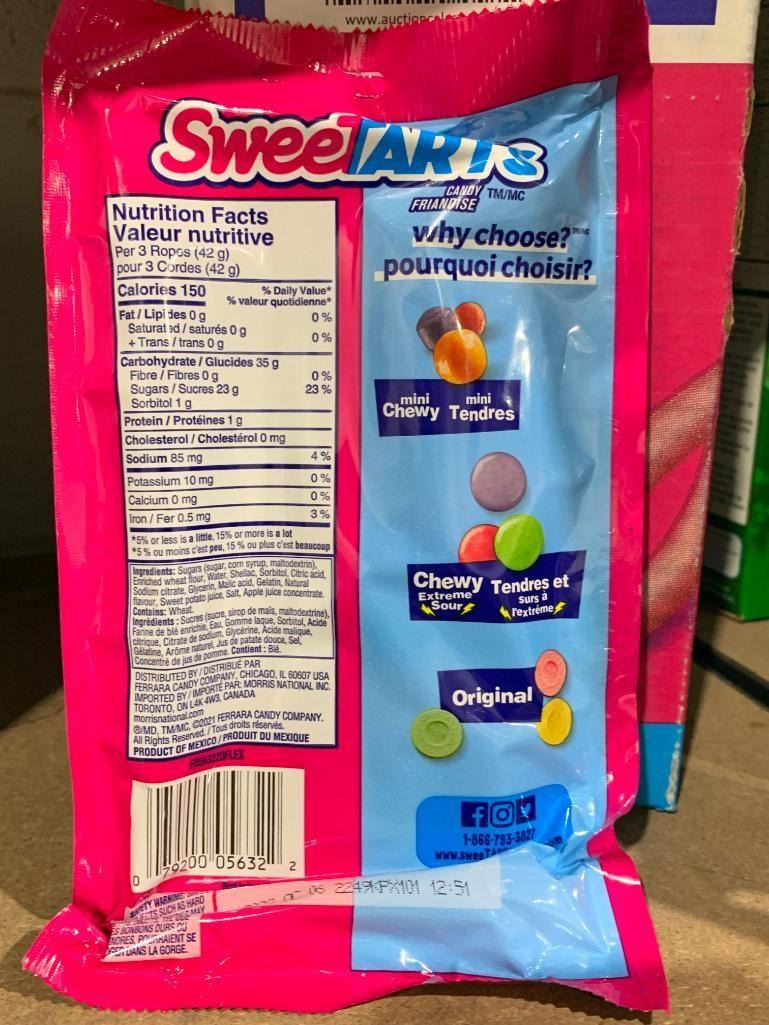 www.auction
SweeTARTS
CANDY
FRIANDISE TM/MC
Nutrition Facts
Valeur nutritive
Per 3 Ropes (42 g)
pour 3 Cordes (42 g)
Calories 150
% Daily Value*
% valeur quotidienne*
Fat / Lipides 0 g 0 %
Saturated / saturés 0 g
+ Trans / trans 0 g 0 %
Carbohydrate / Glucides 35 g
Fibre / Fibres 0 g 0 %
Sugars / Sucres 23 g 23 %
Sorbitol 1 g
Protein / Protéines 1 g
Cholesterol / Cholestérol 0 mg
Sodium 85 mg 4 %
Potassium 10 mg 0 %
Calcium 0 mg 0 %
Iron / Fer 0.5 mg 3 %
*5% or less is a little, 15% or more is a lot
*5 % ou moins c'est peu, 15 % ou plus c'est beaucoup
Ingredients: Sugars (sugar, corn syrup, maltodextrin),
Enriched wheat flour, Water, Shellac, Sorbitol, Citric acid,
Sodium citrate, Glycerin, Malic acid, Gelatin, Natural
flavour, Sweet potato juice, Salt, Apple juice concentrate.
Contains: Wheat.
Ingrédients : Sucres (sucre, sirop de maïs, maltodextrine),
Farine de blé enrichie, Eau, Gomme laque, Sorbitol, Acide
citrique, Citrate de sodium, Glycérine, Acide malique,
Gélatine, Arôme naturel, Jus de patate douce, Sel,
Concentré de jus de pomme. Contient : Blé.
DISTRIBUTED BY / DISTRIBUÉ PAR
FERRARA CANDY COMPANY, CHICAGO, IL 60607 USA
IMPORTED BY / IMPORTÉ PAR: MORRIS NATIONAL INC.
TORONTO, ON L4K 4W3, CANADA
morrisnational.com
®/MD, TM/MC, ©2021 FERRARA CANDY COMPANY.
All Rights Reserved. / Tous droits réservés.
PRODUCT OF MEXICO / PRODUIT DU MEXIQUE
0 79200 05632 2
why choose?
pourquoi choisir?
mini mini
Chewy Tendres
Chewy Tendres et
Extreme Surs à
Sour l'extrême
Original
1-866-793-3827
www.sweeTAR
06 2249KPX101 12:51
SAFETY WARNING
SUCH AS HARD
MAY
BONBONS DURS OU
POURRAIENT SE
DANS LA GORGE.